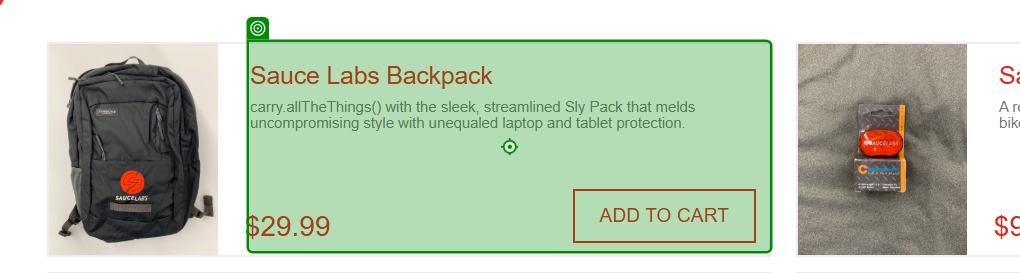 Sauce Labs Backpack
carry.allTheThings() with the sleek, streamlined Sly Pack that melds
uncompromising style with unequaled laptop and tablet protection.
$29.99
ADD TO CART
SAUCELABS
SAUCELABS
Sa
A re
bike
$9